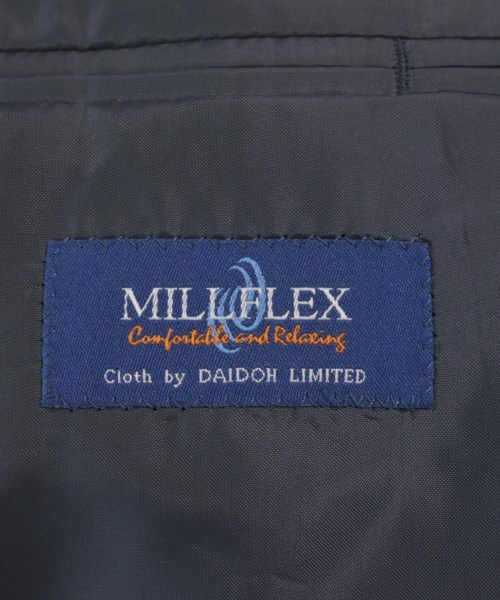 MILLFLEX
Comfortable and Relaxing
Cloth by DAIDOH LIMITED